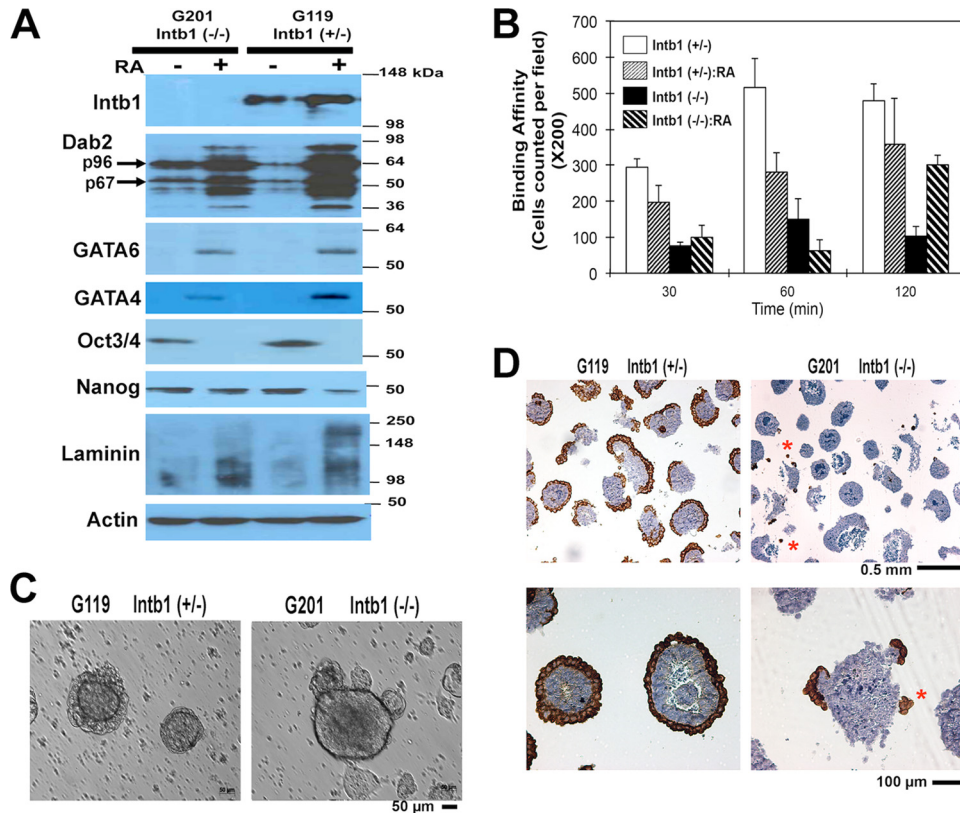 A
G201 G119
Intb1 (-/-) Intb1 (+/-)
RA - + - +
148 kDa
Intb1
98
Dab2 98
p96 64
p67 50
36
64
GATA6
50
GATA4 50
Oct3/4
50
Nanog 50
250
148
Laminin
98
50
Actin
B
Binding Affinity
(Cells counted per field)
(X200)
700
600
500
400
300
200
100
0
Intb1 (+/-)
Intb1 (+/-):RA
Intb1 (-/-)
Intb1 (-/-):RA
30 60 120
Time (min)
C
G119 Intb1 (+/-) G201 Intb1 (-/-)
50 µm
50 µm
D
G119 Intb1 (+/-) G201 Intb1 (-/-)
*
*
0.5 mm
*
100 µm